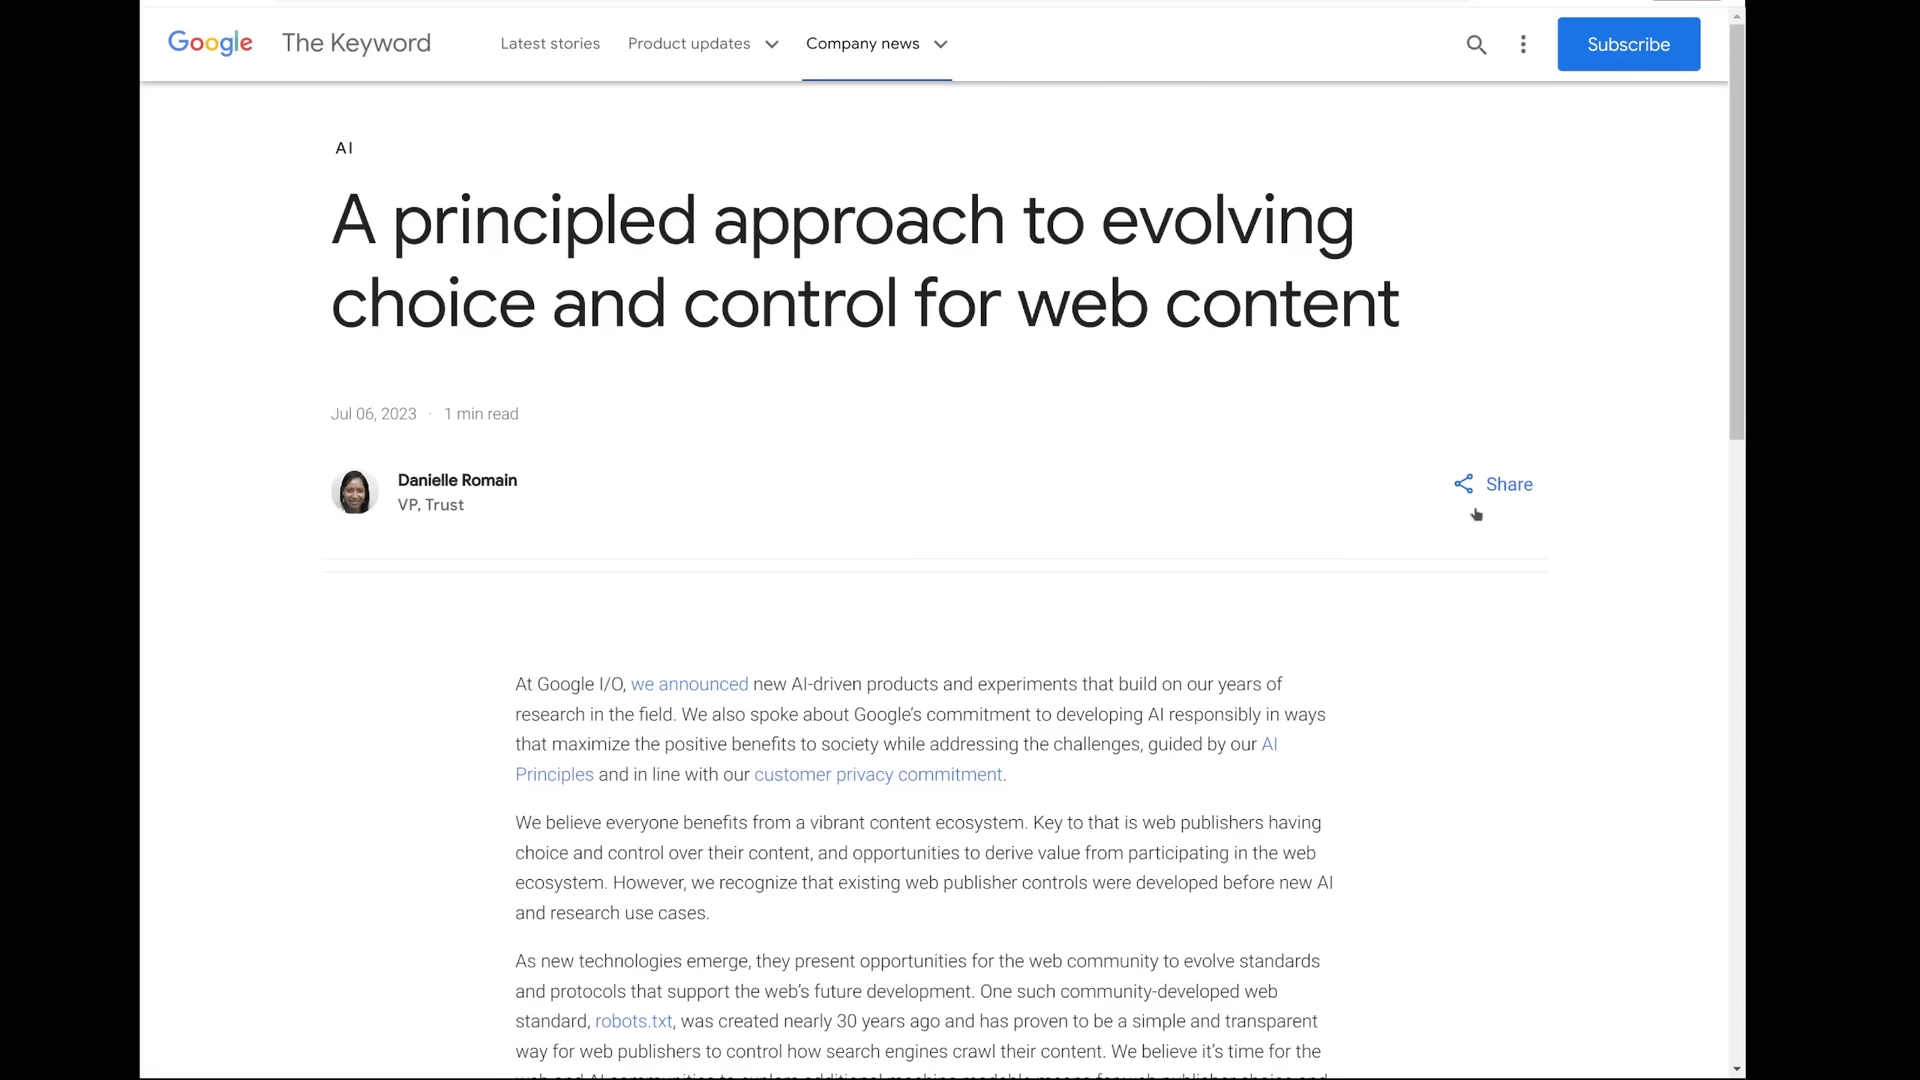 Google The Keyword Latest stories Product updates Company news Subscribe
AI
A principled approach to evolving
choice and control for web content
Jul 06, 2023 · 1 min read
Danielle Romain
VP, Trust
Share
At Google I/O, we announced new AI-driven products and experiments that build on our years of
research in the field. We also spoke about Google’s commitment to developing AI responsibly in ways
that maximize the positive benefits to society while addressing the challenges, guided by our AI
Principles and in line with our customer privacy commitment.
We believe everyone benefits from a vibrant content ecosystem. Key to that is web publishers having
choice and control over their content, and opportunities to derive value from participating in the web
ecosystem. However, we recognize that existing web publisher controls were developed before new AI
and research use cases.
As new technologies emerge, they present opportunities for the web community to evolve standards
and protocols that support the web’s future development. One such community-developed web
standard, robots.txt, was created nearly 30 years ago and has proven to be a simple and transparent
way for web publishers to control how search engines crawl their content. We believe it’s time for the